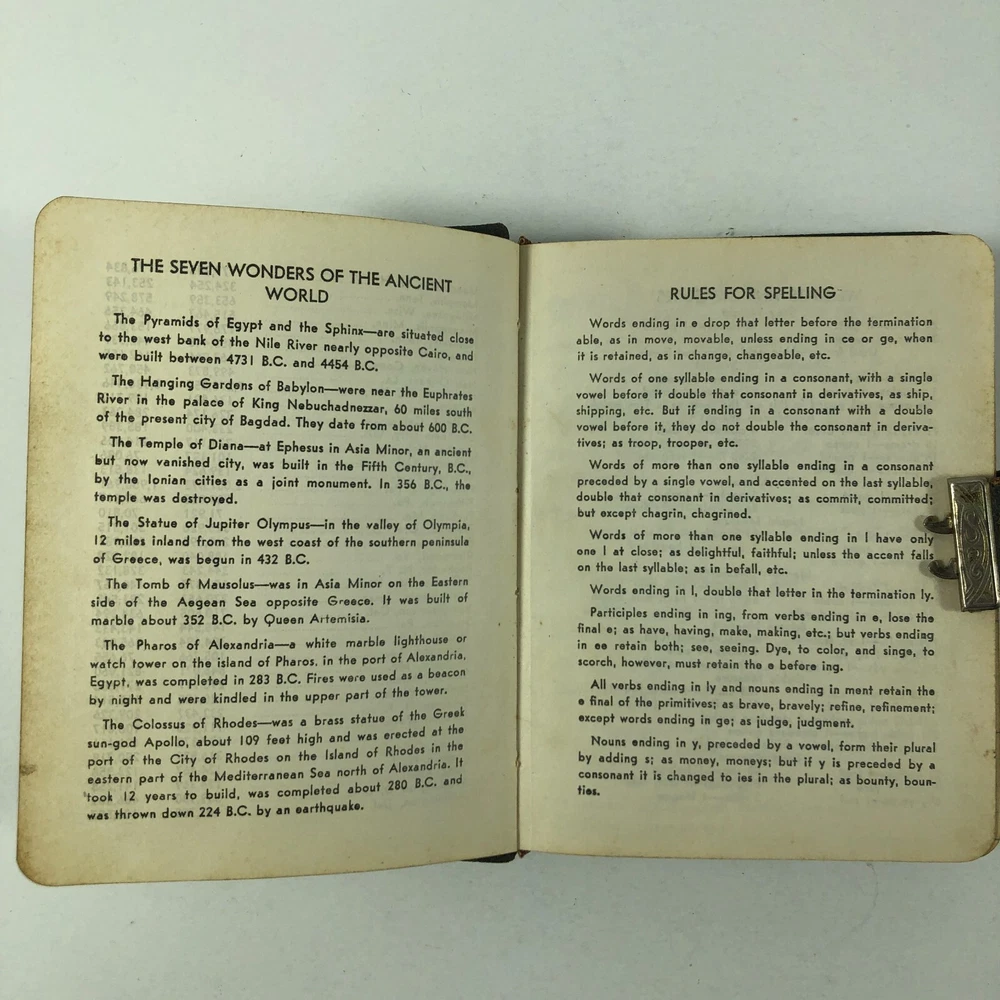 THE SEVEN WONDERS OF THE ANCIENT
WORLD
The Pyramids of Egypt and the Sphinx—are situated close
to the west bank of the Nile River nearly opposite Cairo, and
were built between 4731 B.C. and 4454 B.C.
The Hanging Gardens of Babylon—were near the Euphrates
River in the palace of King Nebuchadnezzar, 60 miles south
of the present city of Bagdad. They date from about 600 B.C.
The Temple of Diana—at Ephesus in Asia Minor, an ancient
but now vanished city, was built in the Fifth Century, B.C.,
by the Ionian cities as a joint monument. In 356 B.C., the
temple was destroyed.
The Statue of Jupiter Olympus—in the valley of Olympia,
12 miles inland from the west coast of the southern peninsula
of Greece, was begun in 432 B.C.
The Tomb of Mausolus—was in Asia Minor on the Eastern
side of the Aegean Sea opposite Greece. It was built of
marble about 352 B.C. by Queen Artemisia.
The Pharos of Alexandria—a white marble lighthouse or
watch tower on the island of Pharos, in the port of Alexandria,
Egypt, was completed in 283 B.C. Fires were used as a beacon
by night and were kindled in the upper part of the tower.
The Colossus of Rhodes—was a brass statue of the Greek
sun-god Apollo, about 109 feet high and was erected at the
port of the City of Rhodes on the Island of Rhodes in the
eastern part of the Mediterranean Sea north of Alexandria. It
took 12 years to build, was completed about 280 B.C. and
was thrown down 224 B.C. by an earthquake.
RULES FOR SPELLING
Words ending in e drop that letter before the termination
able, as in move, movable, unless ending in ce or ge, when
it is retained, as in change, changeable, etc.
Words of one syllable ending in a consonant, with a single
vowel before it double that consonant in derivatives, as ship,
shipping, etc. But if ending in a consonant with a double
vowel before it, they do not double the consonant in deriva-
tives; as troop, trooper, etc.
Words of more than one syllable ending in a consonant
preceded by a single vowel, and accented on the last syllable,
double that consonant in derivatives; as commit, committed;
but except chagrin, chagrined.
Words of more than one syllable ending in l have only
one l at close; as delightful, faithful; unless the accent falls
on the last syllable; as in befall, etc.
Words ending in l, double that letter in the termination ly.
Participles ending in ing, from verbs ending in e, lose the
final e; as have, having, make, making, etc.; but verbs ending
in ee retain both; see, seeing. Dye, to color, and singe, to
scorch, however, must retain the e before ing.
All verbs ending in ly and nouns ending in ment retain the
e final of the primitives; as brave, bravely; refine, refinement;
except words ending in ge; as judge, judgment.
Nouns ending in y, preceded by a vowel, form their plural
by adding s; as money, moneys; but if y is preceded by a
consonant it is changed to ies in the plural; as bounty, boun-
ties.